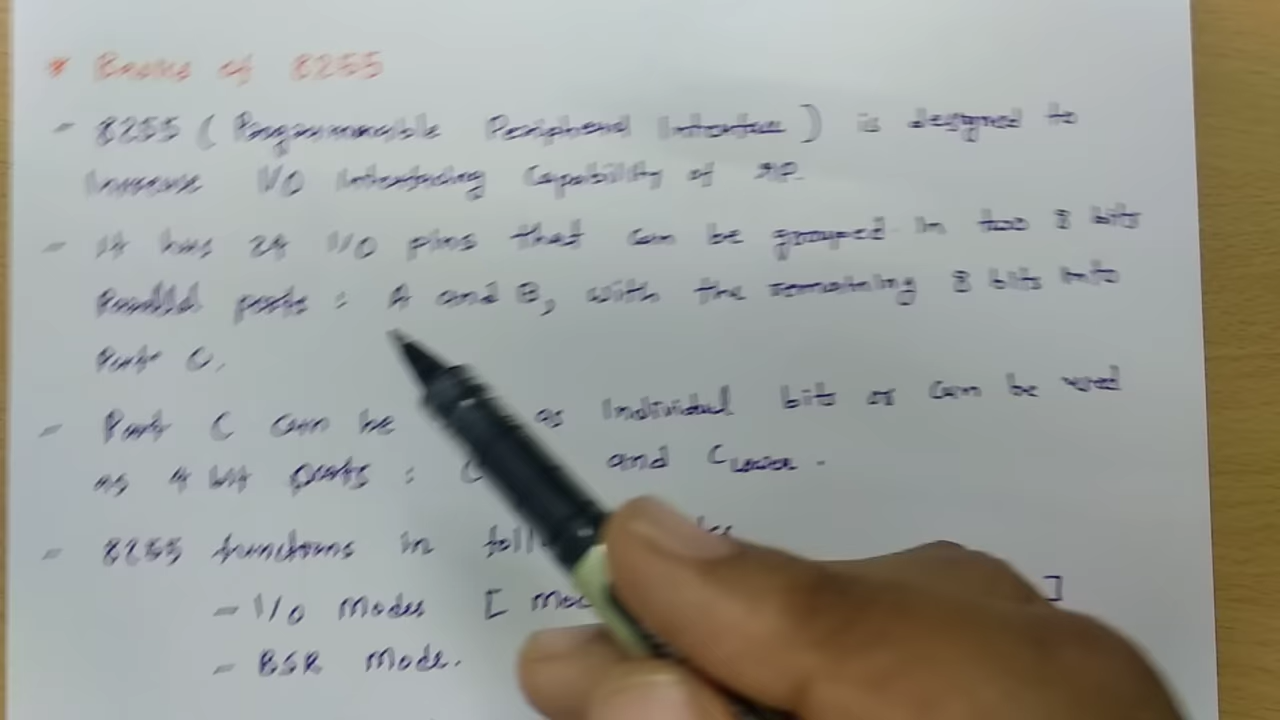 * Basics of 8255
- 8255 (Programmable Peripheral Interface) is designed to
Increase I/O Interfacing Capability of
- It has 24 I/O pins that can be grouped in two 8 bits
Parallel ports : A and B, with the remaining 8 bits into
Port C.
- Port C can be as Individual bits or can be used
as 4 bit ports : C and C Lower.
- 8255 functions in
- I/O Modes [ ]
- BSR Mode.